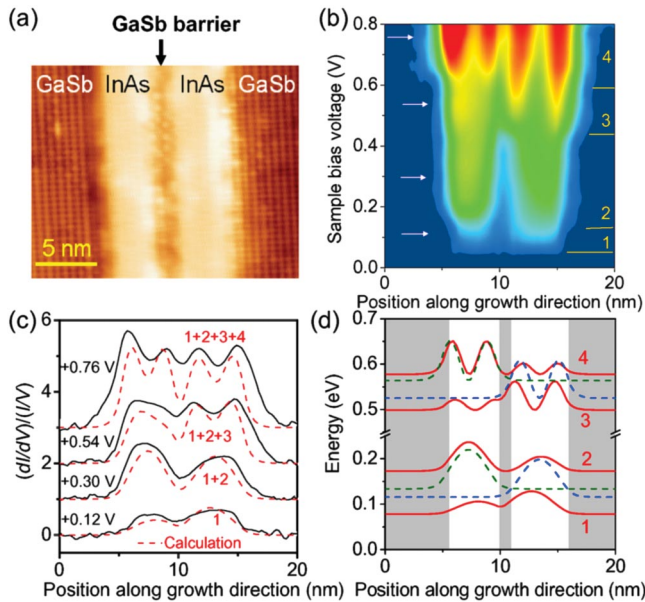 (a)
GaSb barrier
GaSb InAs InAs GaSb
5 nm
(b)
Sample bias voltage (V)
0.8
0.6
0.4
0.2
0.0
4
3
2
1
0 5 10 15 20
Position along growth direction (nm)
(c)
(dI/dV)/(I/V)
6
4
2
0
+0.76 V
1+2+3+4
+0.54 V
1+2+3
+0.30 V
1+2
+0.12 V
1
Calculation
0 10 20
Position along growth direction (nm)
(d)
Energy (eV)
0.7
0.6
0.5
0.2
0.1
0.0
4
3
2
1
0 5 10 15 20
Position along growth direction (nm)